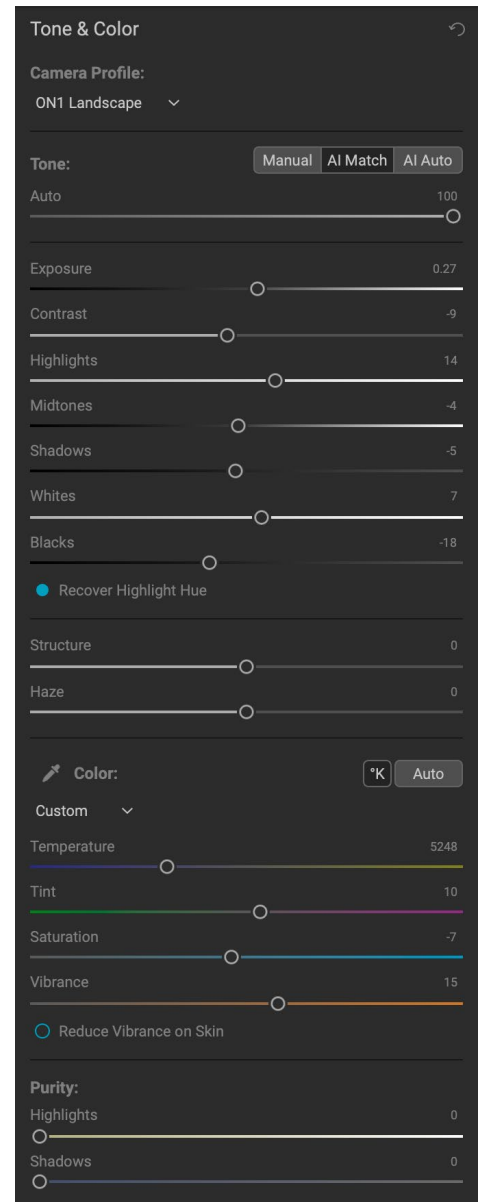 Tone & Color
Camera Profile:
ON1 Landscape
Tone: Manual AI Match AI Auto
Auto 100
Exposure 0.27
Contrast -9
Highlights 14
Midtones -4
Shadows -5
Whites 7
Blacks -18
Recover Highlight Hue
Structure 0
Haze 0
Color: °K Auto
Custom
Temperature 5248
Tint 10
Saturation -7
Vibrance 15
Reduce Vibrance on Skin
Purity:
Highlights 0
Shadows 0